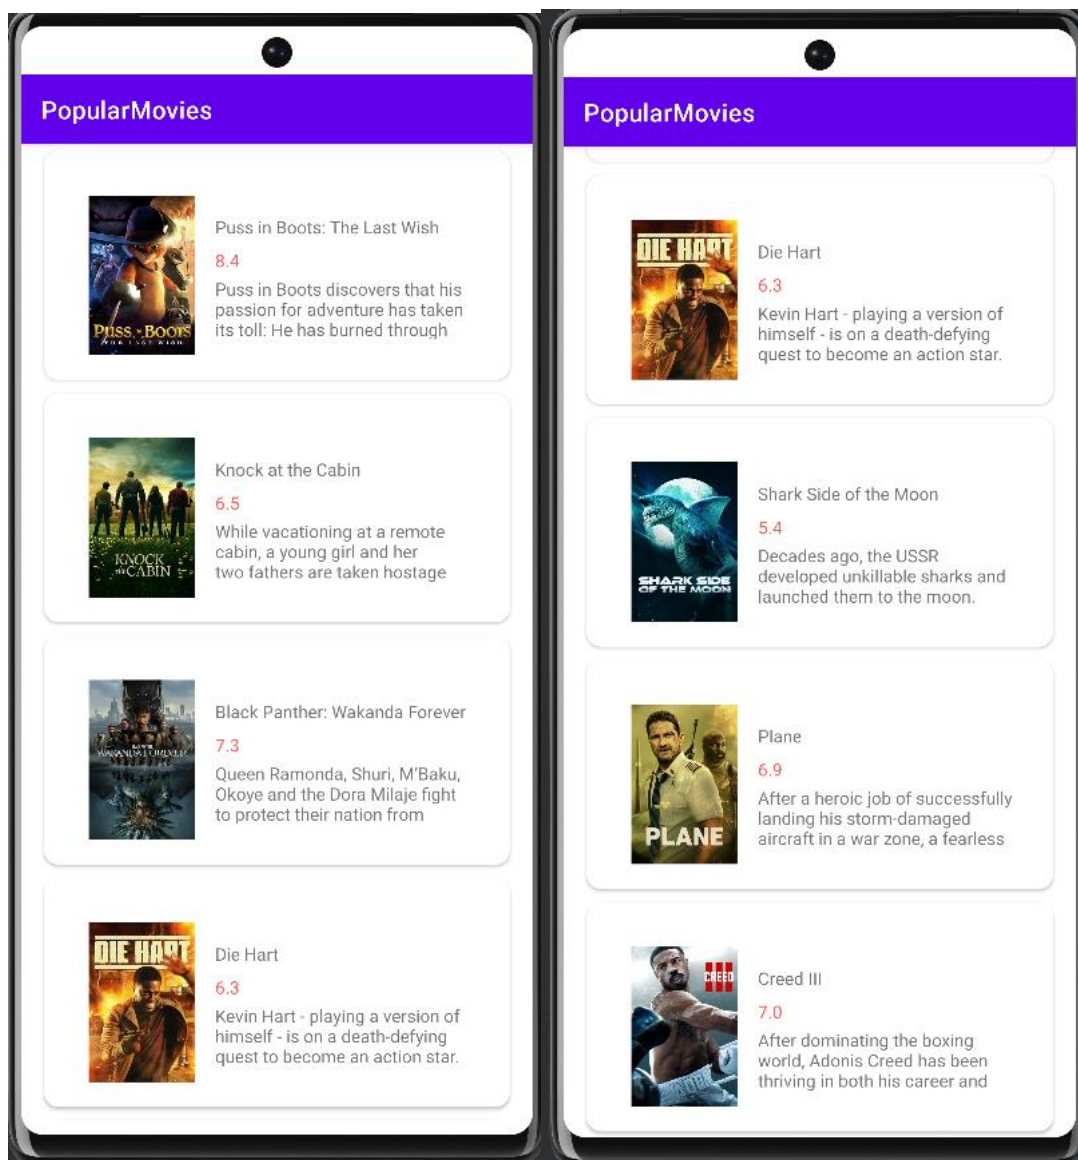 PopularMovies
PUSS IN BOOTS
THE LAST WISH
Puss in Boots: The Last Wish
8.4
Puss in Boots discovers that his
passion for adventure has taken
its toll: He has burned through
KNOCK
AT THE CABIN
Knock at the Cabin
6.5
While vacationing at a remote
cabin, a young girl and her
two fathers are taken hostage
WAKANDA FOREVER
Black Panther: Wakanda Forever
7.3
Queen Ramonda, Shuri, M'Baku,
Okoye and the Dora Milaje fight
to protect their nation from
DIE HART
Die Hart
6.3
Kevin Hart - playing a version of
himself - is on a death-defying
quest to become an action star.
PopularMovies
DIE HART
Die Hart
6.3
Kevin Hart - playing a version of
himself - is on a death-defying
quest to become an action star.
SHARK SIDE
OF THE MOON
Shark Side of the Moon
5.4
Decades ago, the USSR
developed unkillable sharks and
launched them to the moon.
PLANE
Plane
6.9
After a heroic job of successfully
landing his storm-damaged
aircraft in a war zone, a fearless
CREED
III
Creed III
7.0
After dominating the boxing
world, Adonis Creed has been
thriving in both his career and